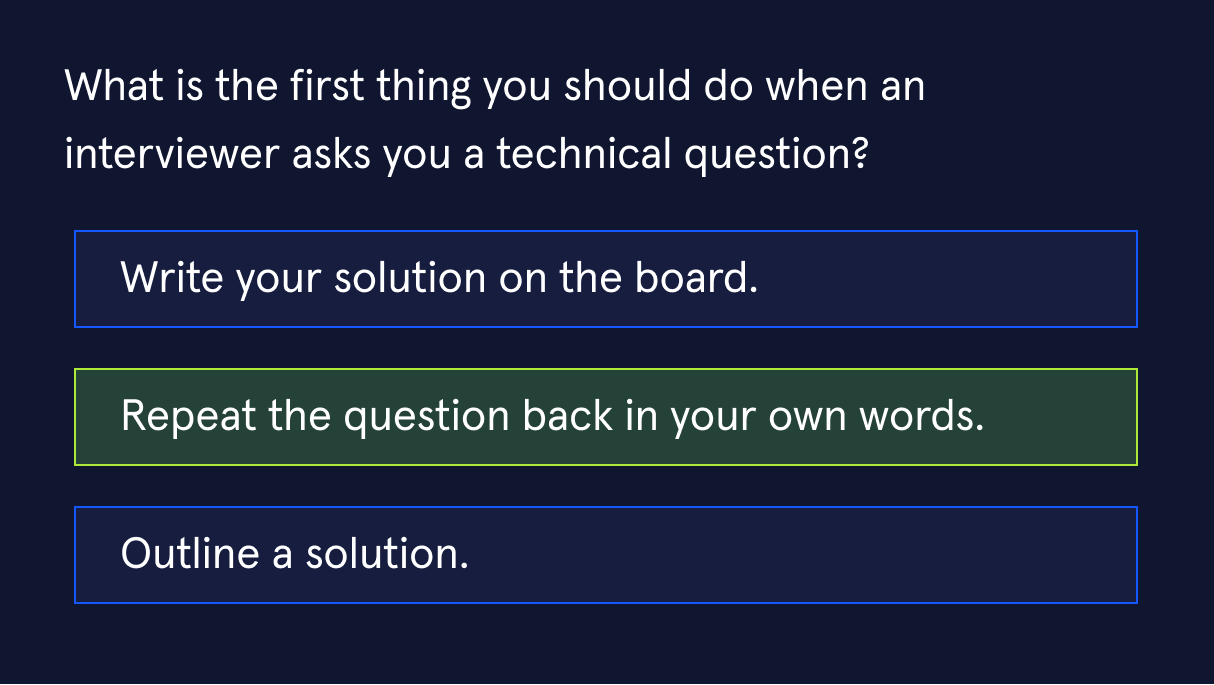 What is the first thing you should do when an
interviewer asks you a technical question?
Write your solution on the board.
Repeat the question back in your own words.
Outline a solution.